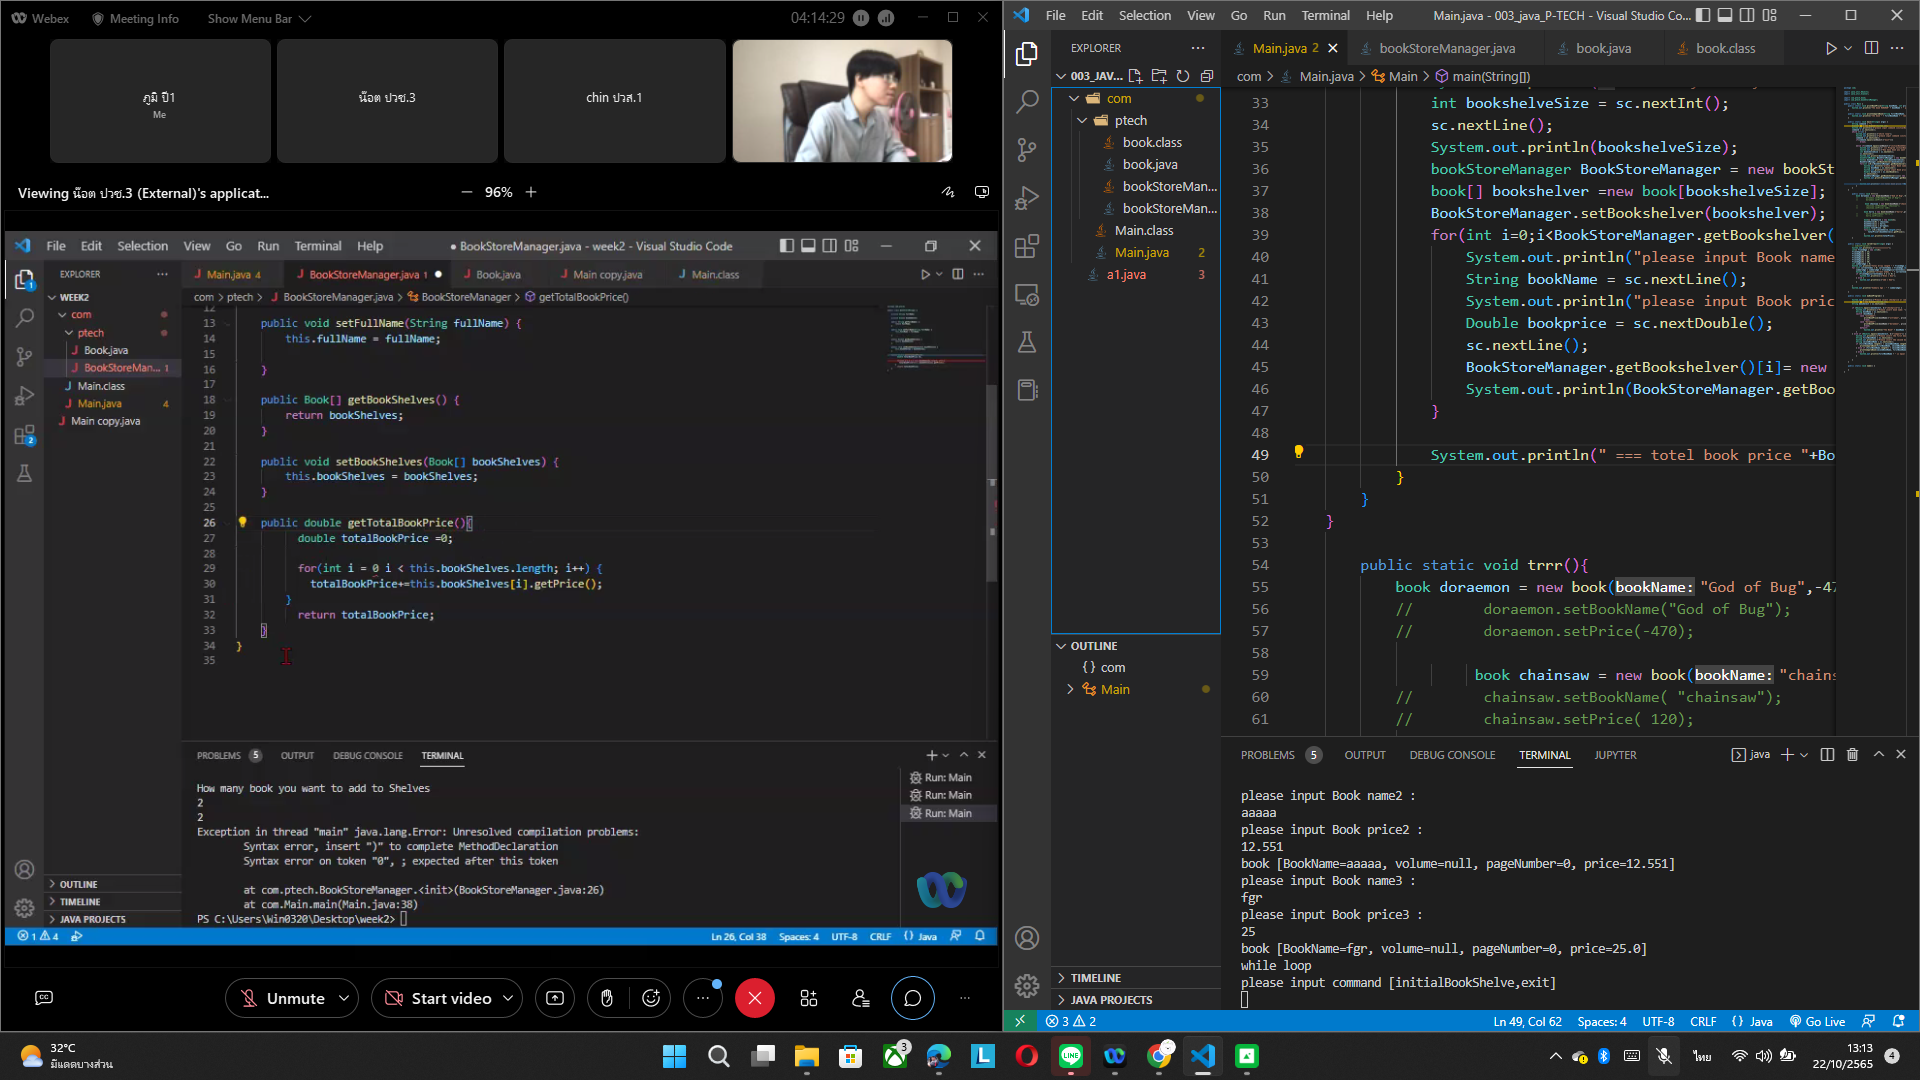 Webex
Meeting Info
Show Menu Bar
04:14:29
ภูมิ ปี1
Me
น๊อต ปวช.3
chin ปวส.1
Viewing น๊อต ปวช.3 (External)'s applicat...
96%
File Edit Selection View Go Run Terminal Help
● BookStoreManager.java - week2 - Visual Studio Code
EXPLORER
Main.java 4
BookStoreManager.java 1
Book.java
Main copy.java
Main.class
com > ptech > BookStoreManager.java > BookStoreManager > getTotalBookPrice()
WEEK2
com
ptech
Book.java
BookStoreMan... 1
Main.class
Main.java 4
Main copy.java
12
13 public void setFullName(String fullName) {
14 this.fullName = fullName;
15
16 }
17
18 public Book[] getBookShelves() {
19 return bookShelves;
20 }
21
22 public void setBookShelves(Book[] bookShelves) {
23 this.bookShelves = bookShelves;
24 }
25
26 public double getTotalBookPrice(){
27 double totalBookPrice =0;
28
29 for(int i = 0 i < this.bookShelves.length; i++) {
30 totalBookPrice+=this.bookShelves[i].getPrice();
31 }
32 return totalBookPrice;
33 }
34 }
35
PROBLEMS 5 OUTPUT DEBUG CONSOLE TERMINAL
How many book you want to add to Shelves
2
2
Exception in thread "main" java.lang.Error: Unresolved compilation problems:
Syntax error, insert ")" to complete MethodDeclaration
Syntax error on token "0", ; expected after this token
at com.ptech.BookStoreManager.<init>(BookStoreManager.java:26)
at com.Main.main(Main.java:38)
PS C:\Users\Win0320\Desktop\week2>
Run: Main
Run: Main
Run: Main
OUTLINE
TIMELINE
JAVA PROJECTS
1 4
Ln 26, Col 38 Spaces: 4 UTF-8 CRLF {} Java
Unmute
Start video
File Edit Selection View Go Run Terminal Help
Main.java - 003_java_P-TECH - Visual Studio Co...
EXPLORER
Main.java 2
bookStoreManager.java
book.java
book.class
003_JAV...
com > Main.java > Main > main(String[])
com
ptech
book.class
book.java
bookStoreMan...
bookStoreMan...
Main.class
Main.java 2
a1.java 3
OUTLINE
{} com
Main
TIMELINE
JAVA PROJECTS
33 int bookshelveSize = sc.nextInt();
34 sc.nextLine();
35 System.out.println(bookshelveSize);
36 bookStoreManager BookStoreManager = new bookSt
37 book[] bookshelver =new book[bookshelveSize];
38 BookStoreManager.setBookshelver(bookshelver);
39 for(int i=0;i<BookStoreManager.getBookshelver(
40 System.out.println("please input Book name
41 String bookName = sc.nextLine();
42 System.out.println("please input Book pric
43 Double bookprice = sc.nextDouble();
44 sc.nextLine();
45 BookStoreManager.getBookshelver()[i]= new
46 System.out.println(BookStoreManager.getBoo
47 }
48
49 System.out.println(" === totel book price "+Bo
50 }
51 }
52 }
53
54 public static void trrr(){
55 book doraemon = new book(bookName: "God of Bug",-47
56 // doraemon.setBookName("God of Bug");
57 // doraemon.setPrice(-470);
58
59 book chainsaw = new book(bookName: "chains
60 // chainsaw.setBookName( "chainsaw");
61 // chainsaw.setPrice( 120);
PROBLEMS 5 OUTPUT DEBUG CONSOLE TERMINAL JUPYTER
java
please input Book name2 :
aaaaa
please input Book price2 :
12.551
book [BookName=aaaaa, volume=null, pageNumber=0, price=12.551]
please input Book name3 :
fgr
please input Book price3 :
25
book [BookName=fgr, volume=null, pageNumber=0, price=25.0]
while loop
please input command [initialBookShelve,exit]
3 2
Ln 49, Col 62 Spaces: 4 UTF-8 CRLF {} Java Go Live
32°C
มีแดดบางส่วน
3
ไทย
13:13
22/10/2565
4